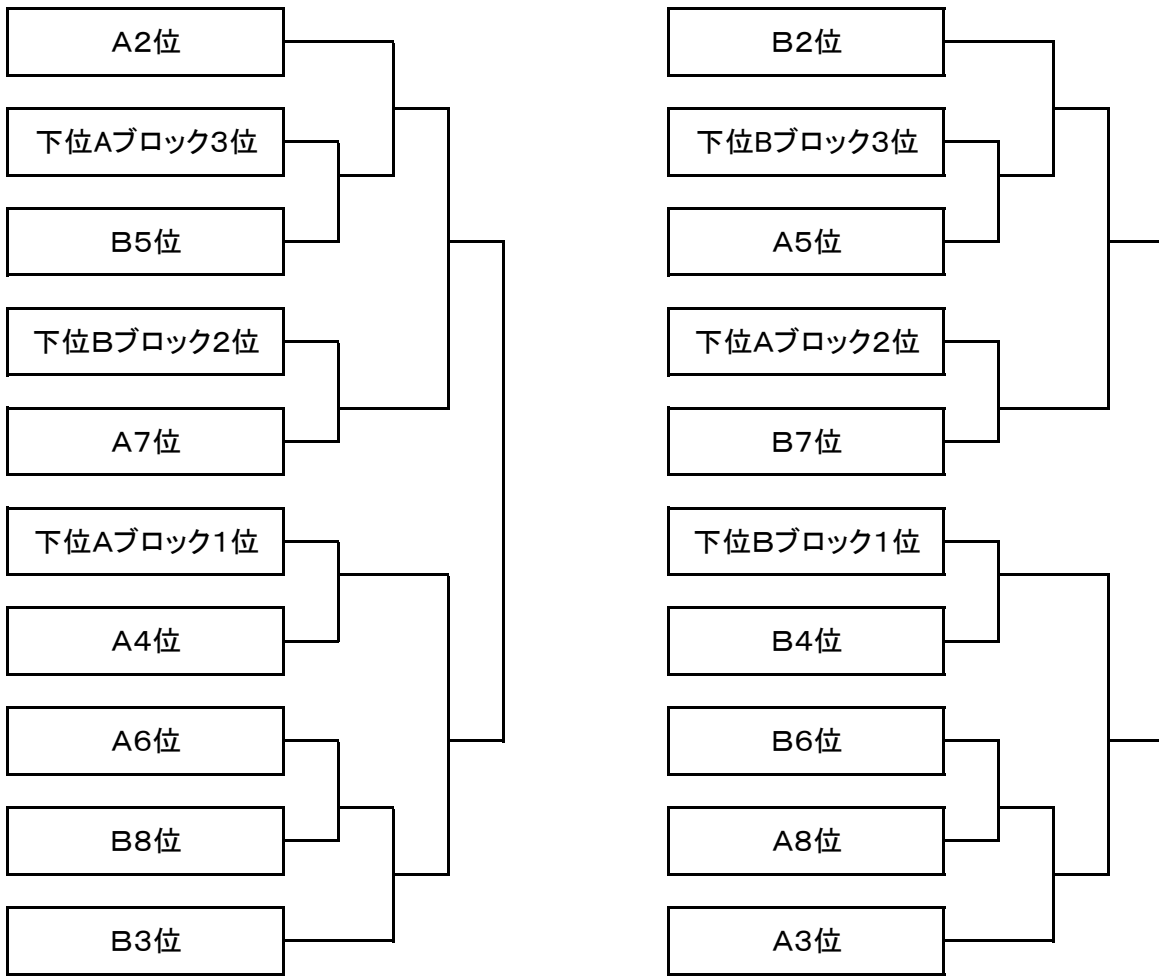 A2位
下位Aブロック3位
B5位
下位Bブロック2位
A7位
下位Aブロック1位
A4位
A6位
B8位
B3位
B2位
下位Bブロック3位
A5位
下位Aブロック2位
B7位
下位Bブロック1位
B4位
B6位
A8位
A3位